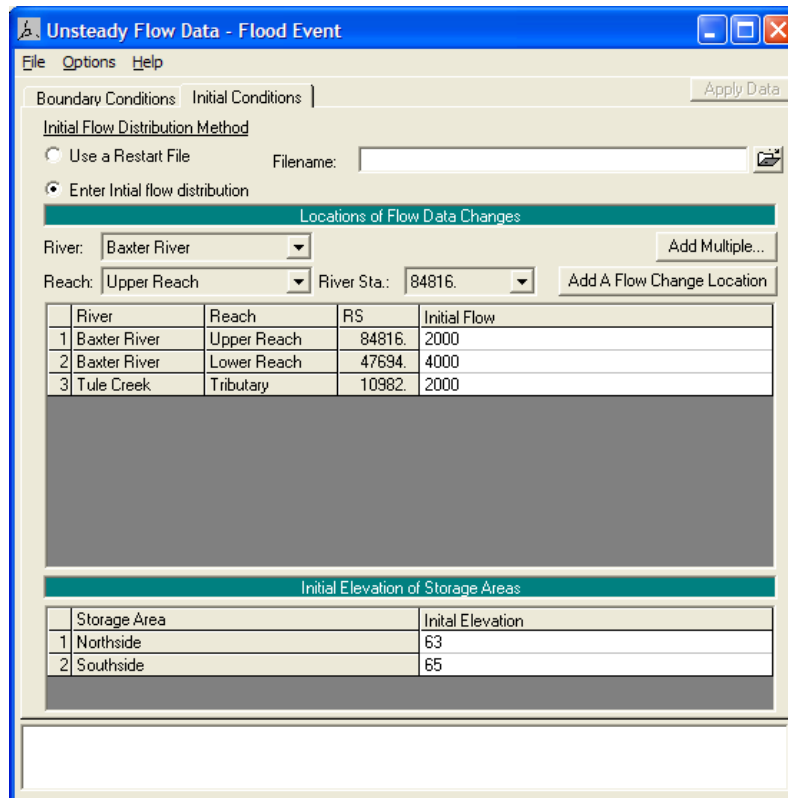 Unsteady Flow Data - Flood Event
File Options Help
Boundary Conditions Initial Conditions Apply Data
Initial Flow Distribution Method
Use a Restart File Filename:
Enter Intial flow distribution
Locations of Flow Data Changes
River: Baxter River Add Multiple...
Reach: Upper Reach River Sta.: 84816. Add A Flow Change Location
River Reach RS Initial Flow
1 Baxter River Upper Reach 84816. 2000
2 Baxter River Lower Reach 47694. 4000
3 Tule Creek Tributary 10982. 2000
Initial Elevation of Storage Areas
Storage Area Inital Elevation
1 Northside 63
2 Southside 65